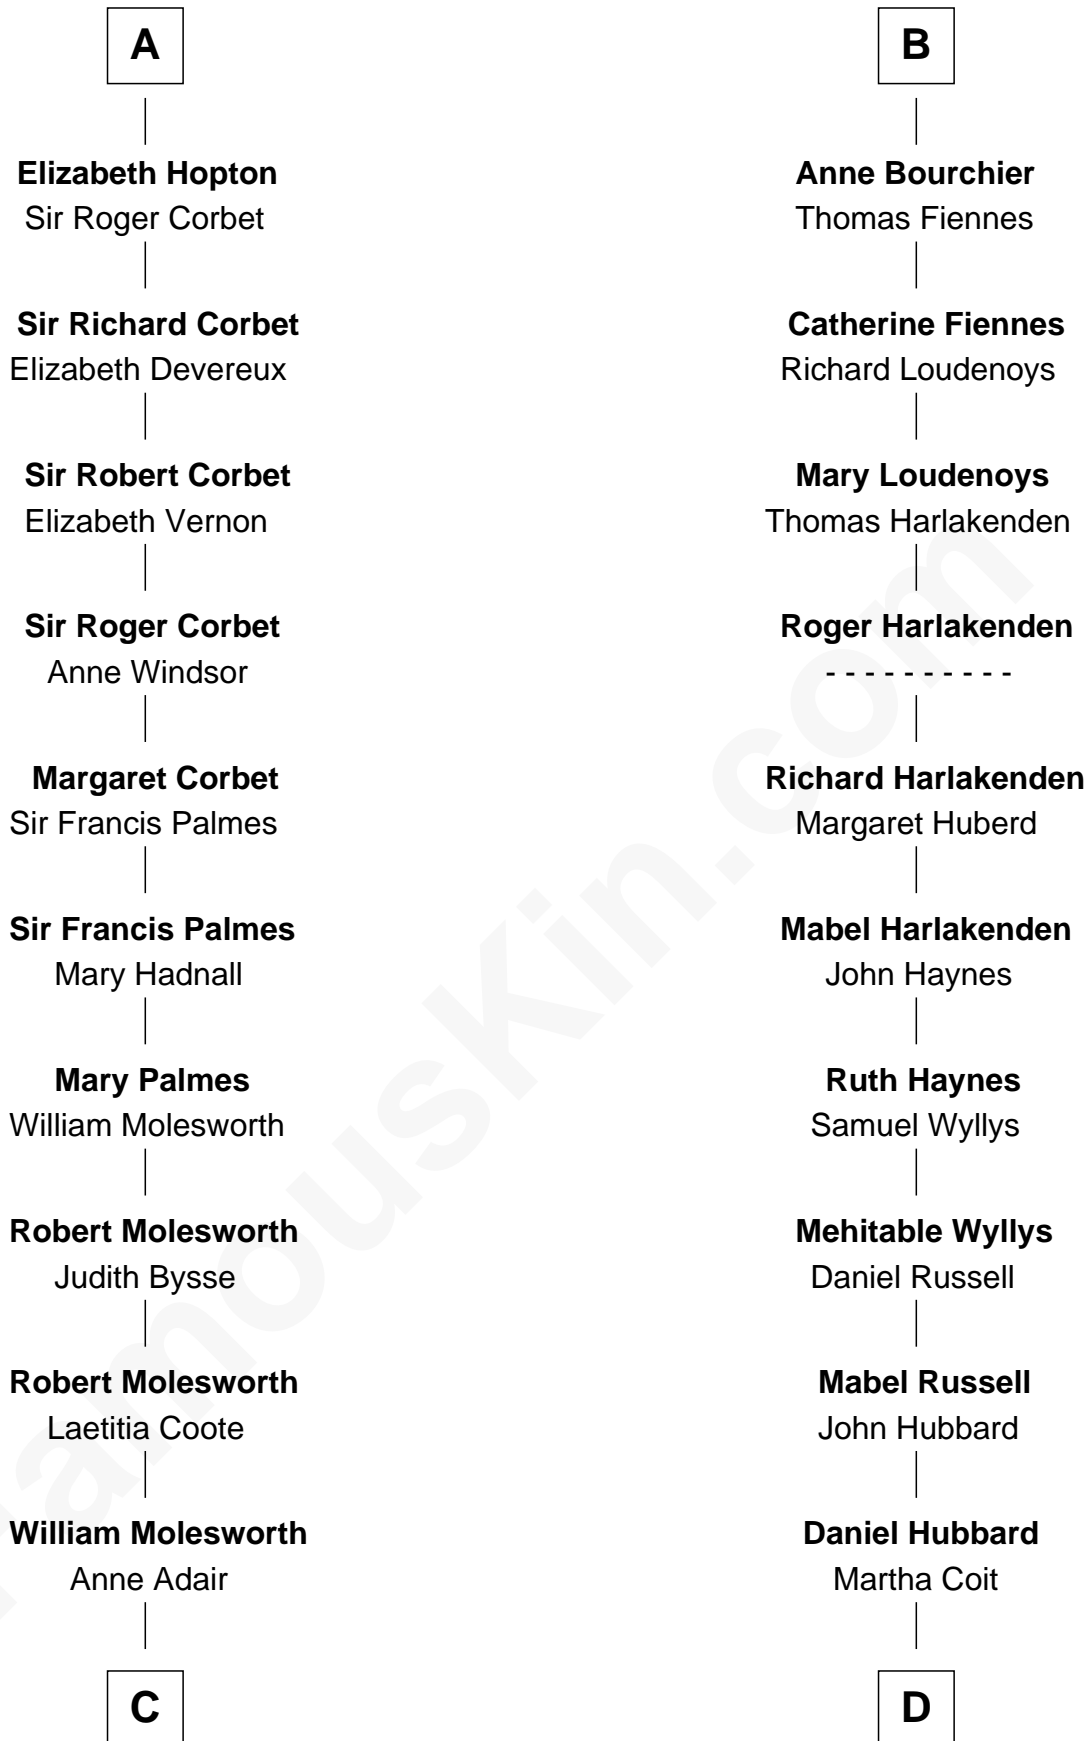 A
Elizabeth Hopton
Sir Roger Corbet
Sir Richard Corbet
Elizabeth Devereux
Sir Robert Corbet
Elizabeth Vernon
Sir Roger Corbet
Anne Windsor
Margaret Corbet
Sir Francis Palmes
Sir Francis Palmes
Mary Hadnall
Mary Palmes
William Molesworth
Robert Molesworth
Judith Bysse
Robert Molesworth
Laetitia Coote
William Molesworth
Anne Adair
C
B
Anne Bourchier
Thomas Fiennes
Catherine Fiennes
Richard Loudenoys
Mary Loudenoys
Thomas Harlakenden
Roger Harlakenden
- - - - - - - - - -
Richard Harlakenden
Margaret Huberd
Mabel Harlakenden
John Haynes
Ruth Haynes
Samuel Wyllys
Mehitable Wyllys
Daniel Russell
Mabel Russell
John Hubbard
Daniel Hubbard
Martha Coit
D
FamousKin.com